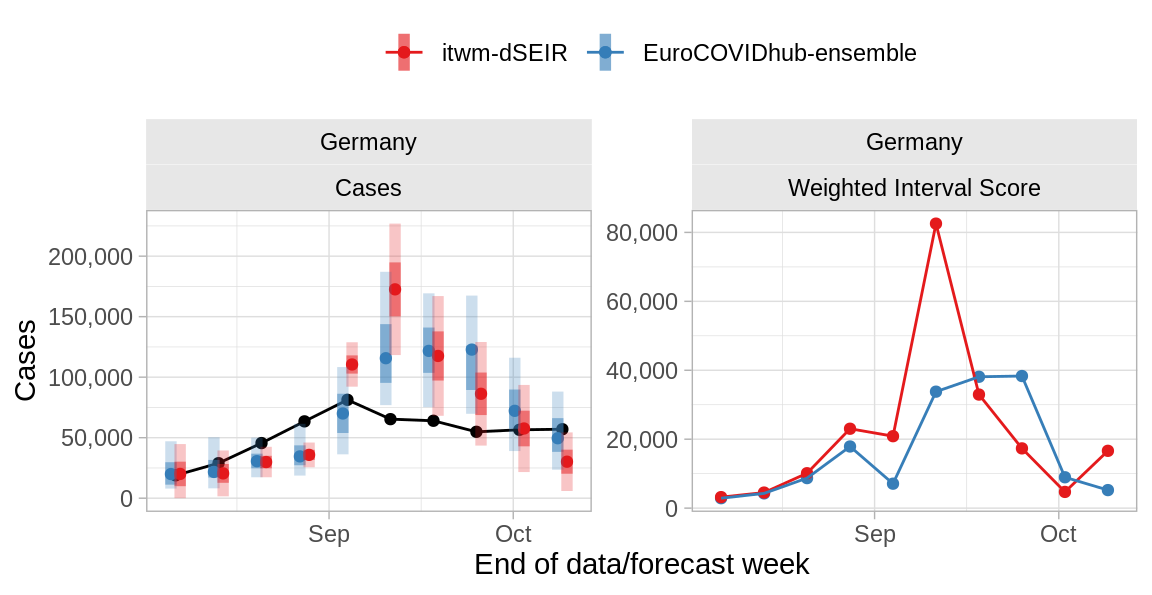 itwm-dSEIR EuroCOVIDhub-ensemble
Germany
Cases
Cases
200,000
150,000
100,000
50,000
0
Sep Oct
Germany
Weighted Interval Score
80,000
60,000
40,000
20,000
0
Sep Oct
End of data/forecast week